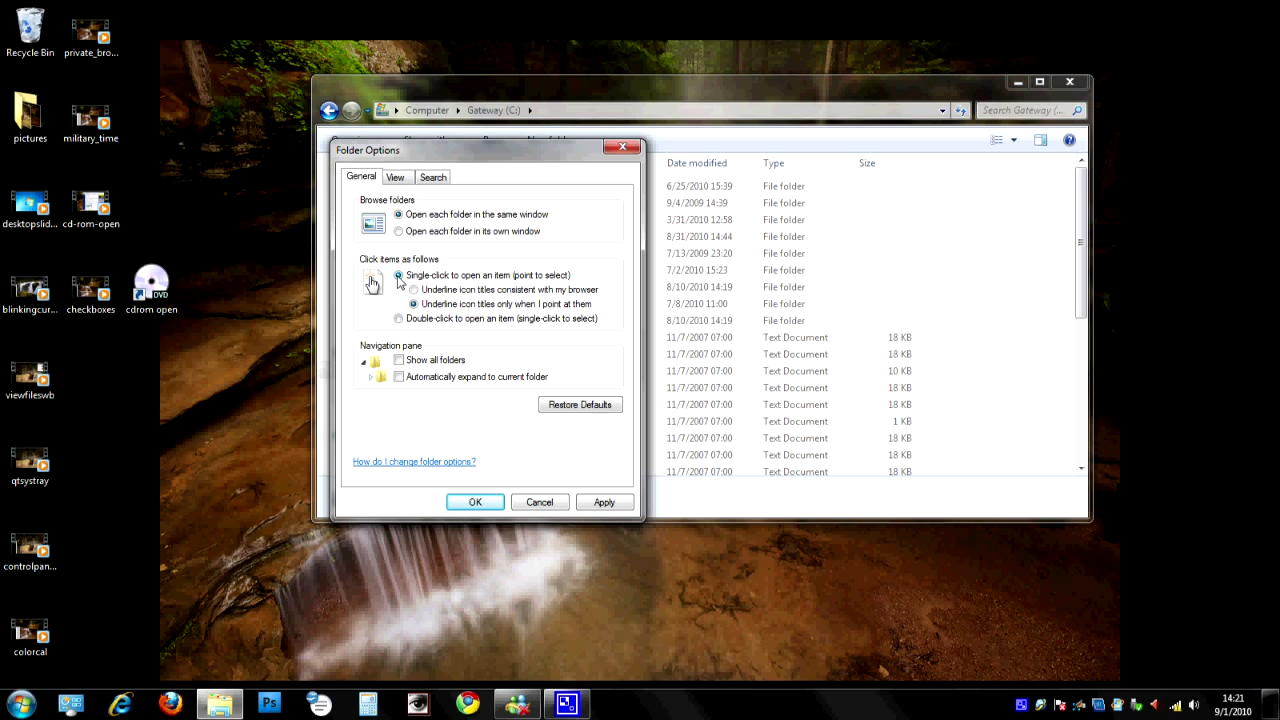 Recycle Bin
private_bro...
pictures
military_time
desktopslid...
cd-rom-open
blinkingcur...
checkboxes
cdrom open
DVD
viewfileswb
qtsystray
controlpan...
colorcal
Computer
Gateway (C:)
Search Gateway (...
Folder Options
General
View
Search
Browse folders
Open each folder in the same window
Open each folder in its own window
Click items as follows
Single-click to open an item (point to select)
Underline icon titles consistent with my browser
Underline icon titles only when I point at them
Double-click to open an item (single-click to select)
Navigation pane
Show all folders
Automatically expand to current folder
Restore Defaults
How do I change folder options?
OK
Cancel
Apply
Date modified Type Size
6/25/2010 15:39 File folder
9/4/2009 14:39 File folder
3/31/2010 12:58 File folder
8/31/2010 14:44 File folder
7/13/2009 23:20 File folder
7/2/2010 15:23 File folder
8/10/2010 14:19 File folder
7/8/2010 11:00 File folder
8/10/2010 14:19 File folder
11/7/2007 07:00 Text Document 18 KB
11/7/2007 07:00 Text Document 18 KB
11/7/2007 07:00 Text Document 10 KB
11/7/2007 07:00 Text Document 18 KB
11/7/2007 07:00 Text Document 18 KB
11/7/2007 07:00 Text Document 1 KB
11/7/2007 07:00 Text Document 18 KB
11/7/2007 07:00 Text Document 18 KB
11/7/2007 07:00 Text Document 18 KB
Ps
14:21
9/1/2010